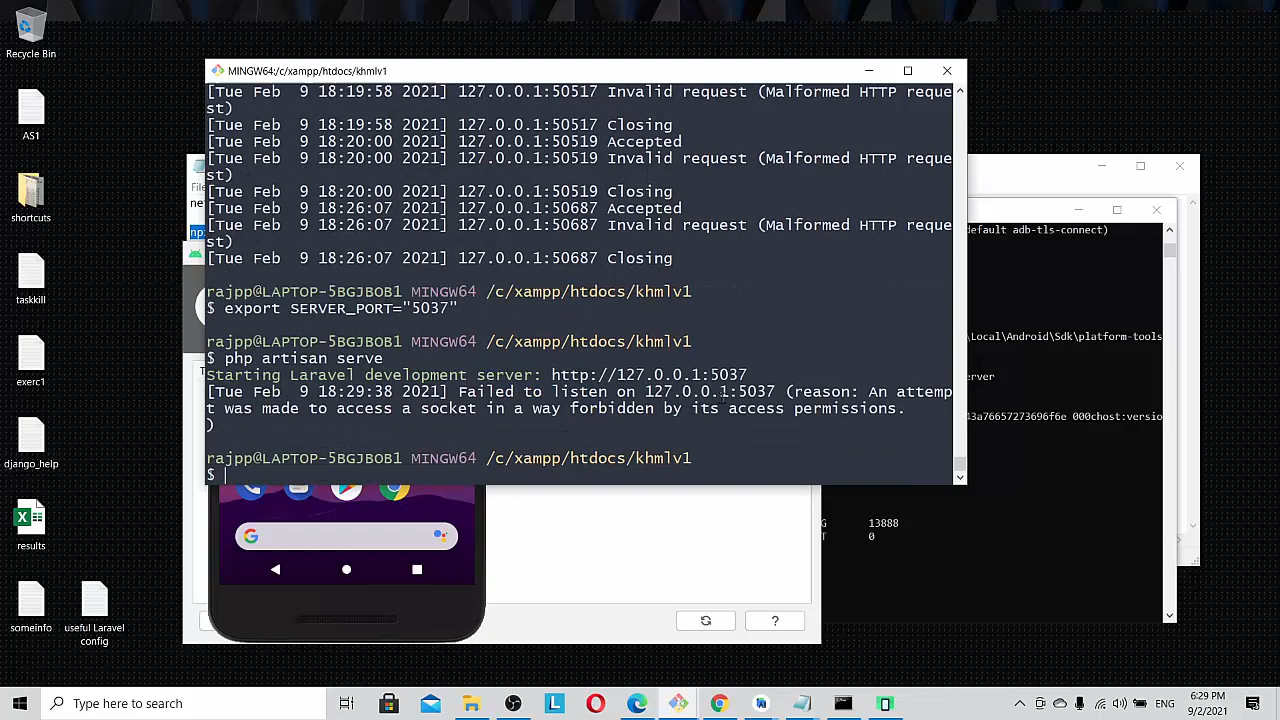 Recycle Bin
AS1
shortcuts
taskkill
exerc1
django_help
results
someinfo
useful Laravel
config
File
ne
np
MINGW64:/c/xampp/htdocs/khmlv1
[Tue Feb  9 18:19:58 2021] 127.0.0.1:50517 Invalid request (Malformed HTTP reque
st)
[Tue Feb  9 18:19:58 2021] 127.0.0.1:50517 Closing
[Tue Feb  9 18:20:00 2021] 127.0.0.1:50519 Accepted
[Tue Feb  9 18:20:00 2021] 127.0.0.1:50519 Invalid request (Malformed HTTP reque
st)
[Tue Feb  9 18:20:00 2021] 127.0.0.1:50519 Closing
[Tue Feb  9 18:26:07 2021] 127.0.0.1:50687 Accepted
[Tue Feb  9 18:26:07 2021] 127.0.0.1:50687 Invalid request (Malformed HTTP reque
st)
[Tue Feb  9 18:26:07 2021] 127.0.0.1:50687 Closing
rajpp@LAPTOP-5BGJBOB1 MINGW64 /c/xampp/htdocs/khmlv1
$ export SERVER_PORT="5037"
rajpp@LAPTOP-5BGJBOB1 MINGW64 /c/xampp/htdocs/khmlv1
$ php artisan serve
Starting Laravel development server: http://127.0.0.1:5037
[Tue Feb  9 18:29:38 2021] Failed to listen on 127.0.0.1:5037 (reason: An attemp
t was made to access a socket in a way forbidden by its access permissions.
)
rajpp@LAPTOP-5BGJBOB1 MINGW64 /c/xampp/htdocs/khmlv1
$
default adb-tls-connect)
\Local\Android\Sdk\platform-tools
erver
43a76657273696f6e 000chost:versio
G 13888
T 0
?
Type here to search
6:29 PM
ENG
9/2/2021